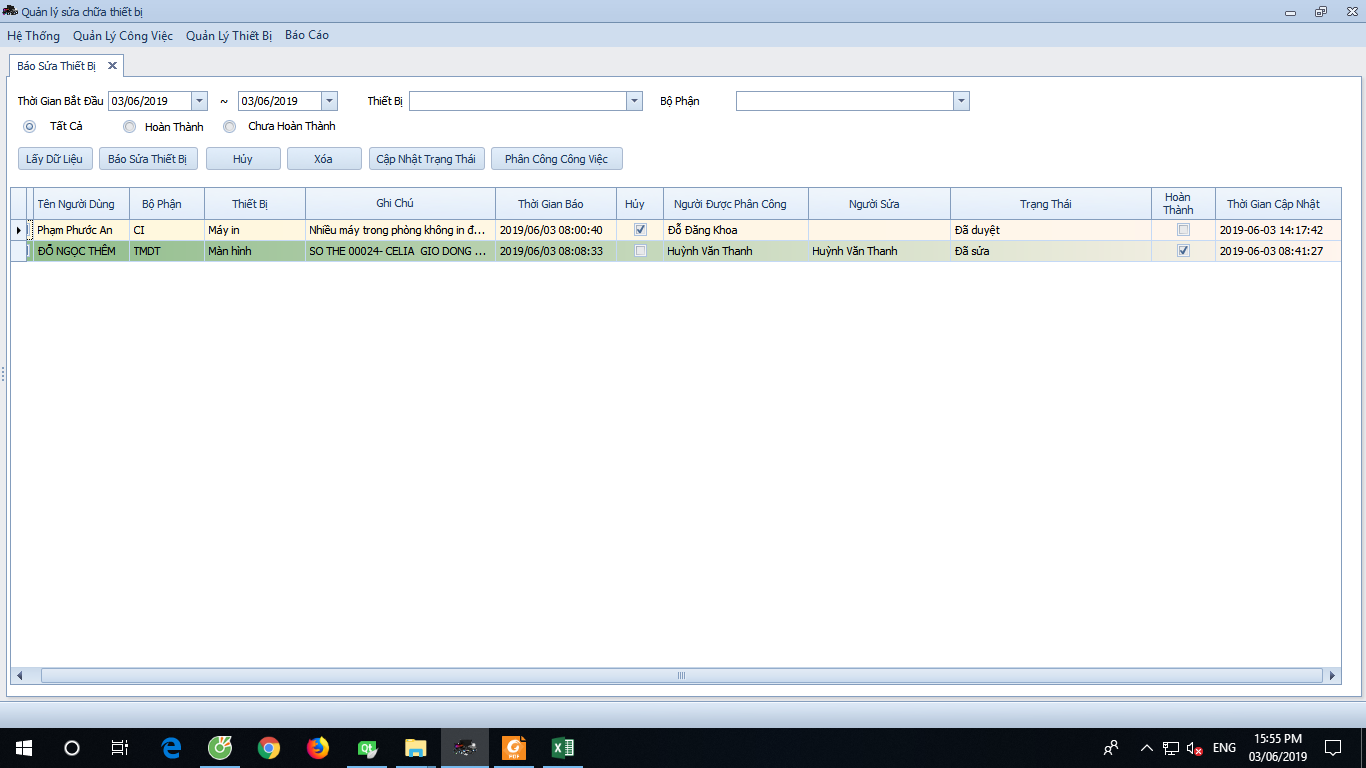 Quản lý sửa chữa thiết bị
Hệ Thống Quản Lý Công Việc Quản Lý Thiết Bị Báo Cáo
Báo Sửa Thiết Bị
Thời Gian Bắt Đầu 03/06/2019 ~ 03/06/2019 Thiết Bị Bộ Phận
Tất Cả Hoàn Thành Chưa Hoàn Thành
Lấy Dữ Liệu Báo Sửa Thiết Bị Hủy Xóa Cập Nhật Trạng Thái Phân Công Công Việc
Tên Người Dùng Bộ Phận Thiết Bị Ghi Chú Thời Gian Báo Hủy Người Được Phân Công Người Sửa Trạng Thái Hoàn Thành Thời Gian Cập Nhật
Phạm Phước An CI Máy in Nhiều máy trong phòng không in đ... 2019/06/03 08:00:40 Đỗ Đăng Khoa Đã duyệt 2019-06-03 14:17:42
ĐỖ NGỌC THÊM TMDT Màn hình SO THE 00024- CELIA GIO DONG ... 2019/06/03 08:08:33 Huỳnh Văn Thanh Huỳnh Văn Thanh Đã sửa 2019-06-03 08:41:27
ENG 15:55 PM
03/06/2019